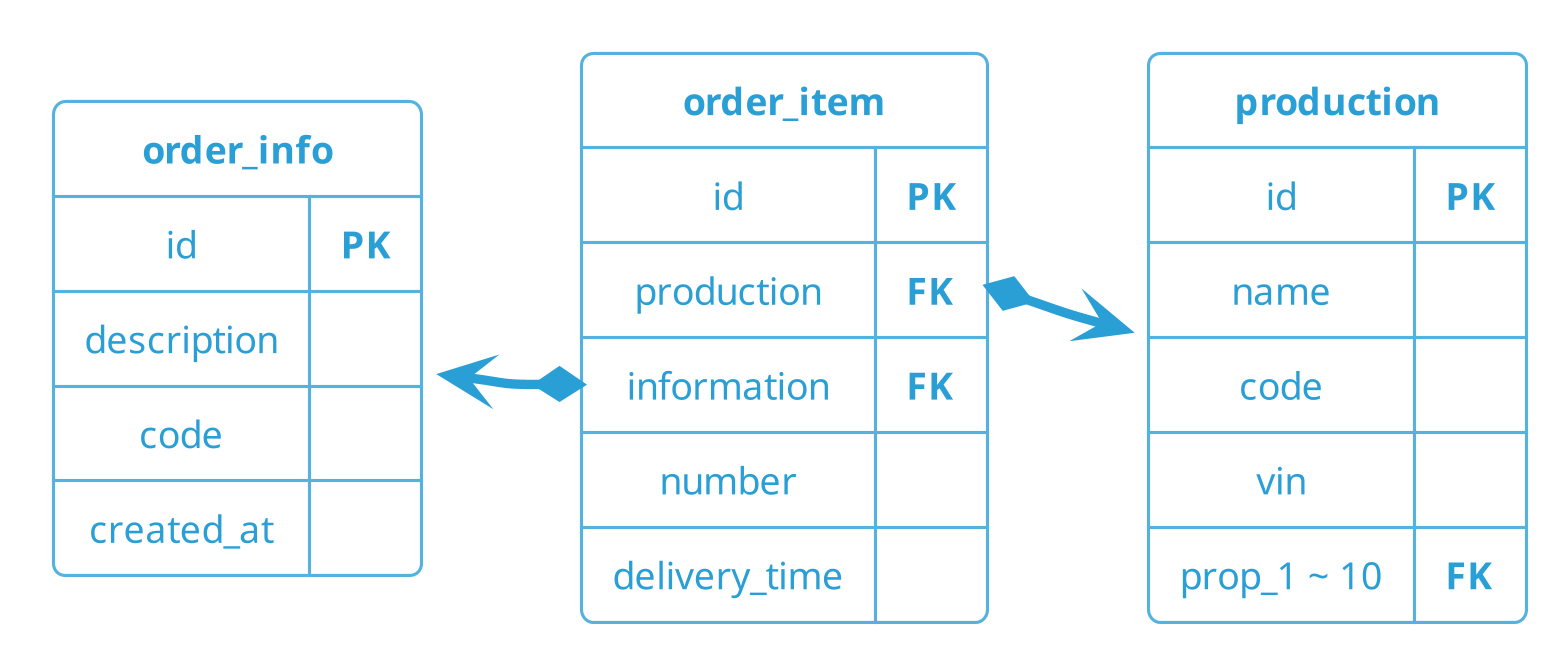 order_info
id PK
description
code
created_at
order_item
id PK
production FK
information FK
number
delivery_time
production
id PK
name
code
vin
prop_1 ~ 10 FK